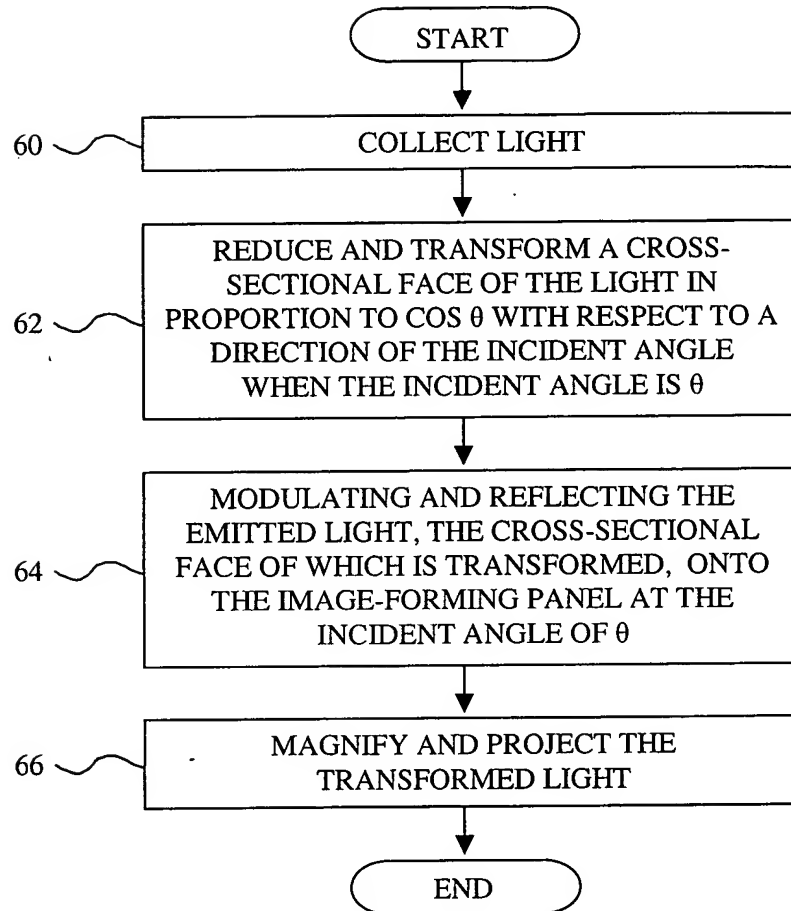 START
60
COLLECT LIGHT
REDUCE AND TRANSFORM A CROSS-
SECTIONAL FACE OF THE LIGHT IN
62
PROPORTION TO COS θ WITH RESPECT TO A
DIRECTION OF THE INCIDENT ANGLE
WHEN THE INCIDENT ANGLE IS θ
MODULATING AND REFLECTING THE
EMITTED LIGHT, THE CROSS-SECTIONAL
64
FACE OF WHICH IS TRANSFORMED, ONTO
THE IMAGE-FORMING PANEL AT THE
INCIDENT ANGLE OF θ
66
MAGNIFY AND PROJECT THE
TRANSFORMED LIGHT
END